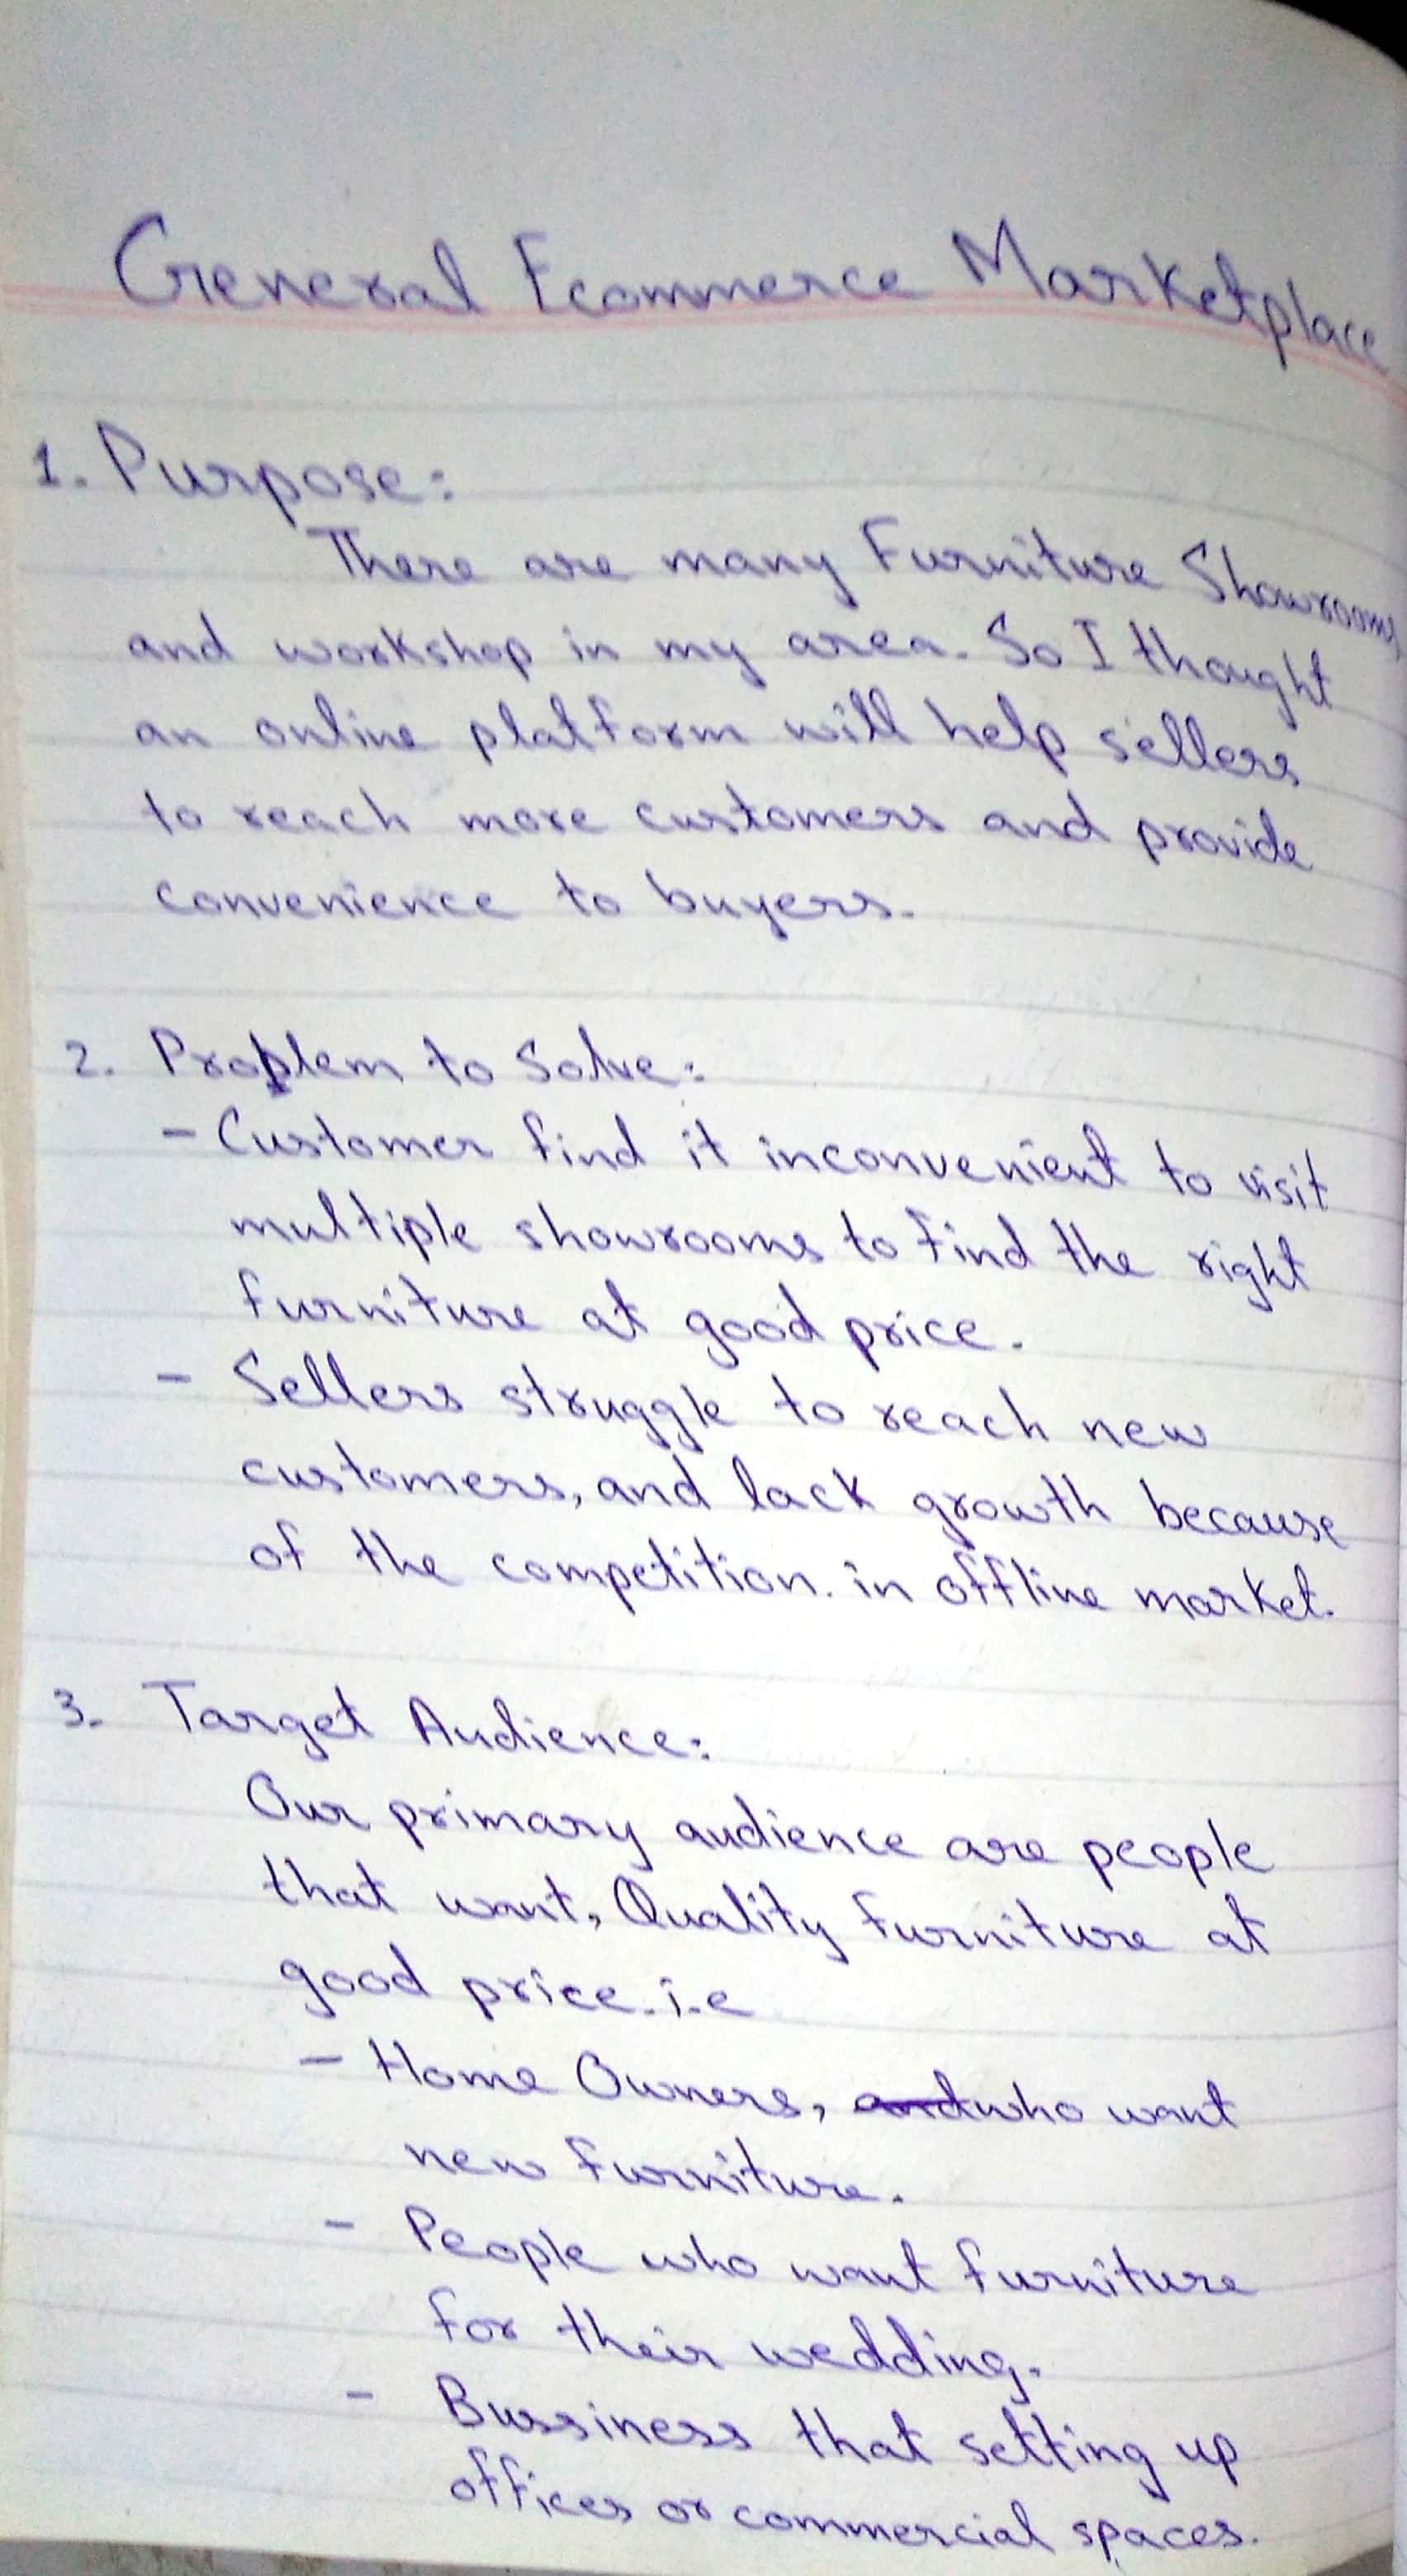 General Ecommerce Marketplace
1. Purpose:
There are many Furniture Showrooms,
and workshop in my area. So I thought
an online platform will help sellers
to reach more customers and provide
convenience to buyers.
2. Problem to Solve:
- Customer find it inconvenient to visit
multiple showrooms to find the right
furniture at good price.
- Sellers struggle to reach new
customers, and lack growth because
of the competition. in offline market.
3. Target Audience:
Our primary audience are people
that want, Quality furniture at
good price. i.e
- Home Owners, and who want
new furniture.
- People who want furniture
for their wedding.
- Bussiness that setting up
offices or commercial spaces.